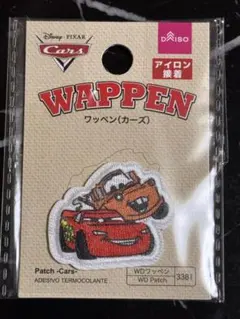 Disney · PIXAR
Cars
DAISO
アイロン
接着
WAPPEN
ワッペン(カーズ)
Patch -Cars-
ADESIVO TERMOCOLANTE
WDワッペン
WD Patch
3381